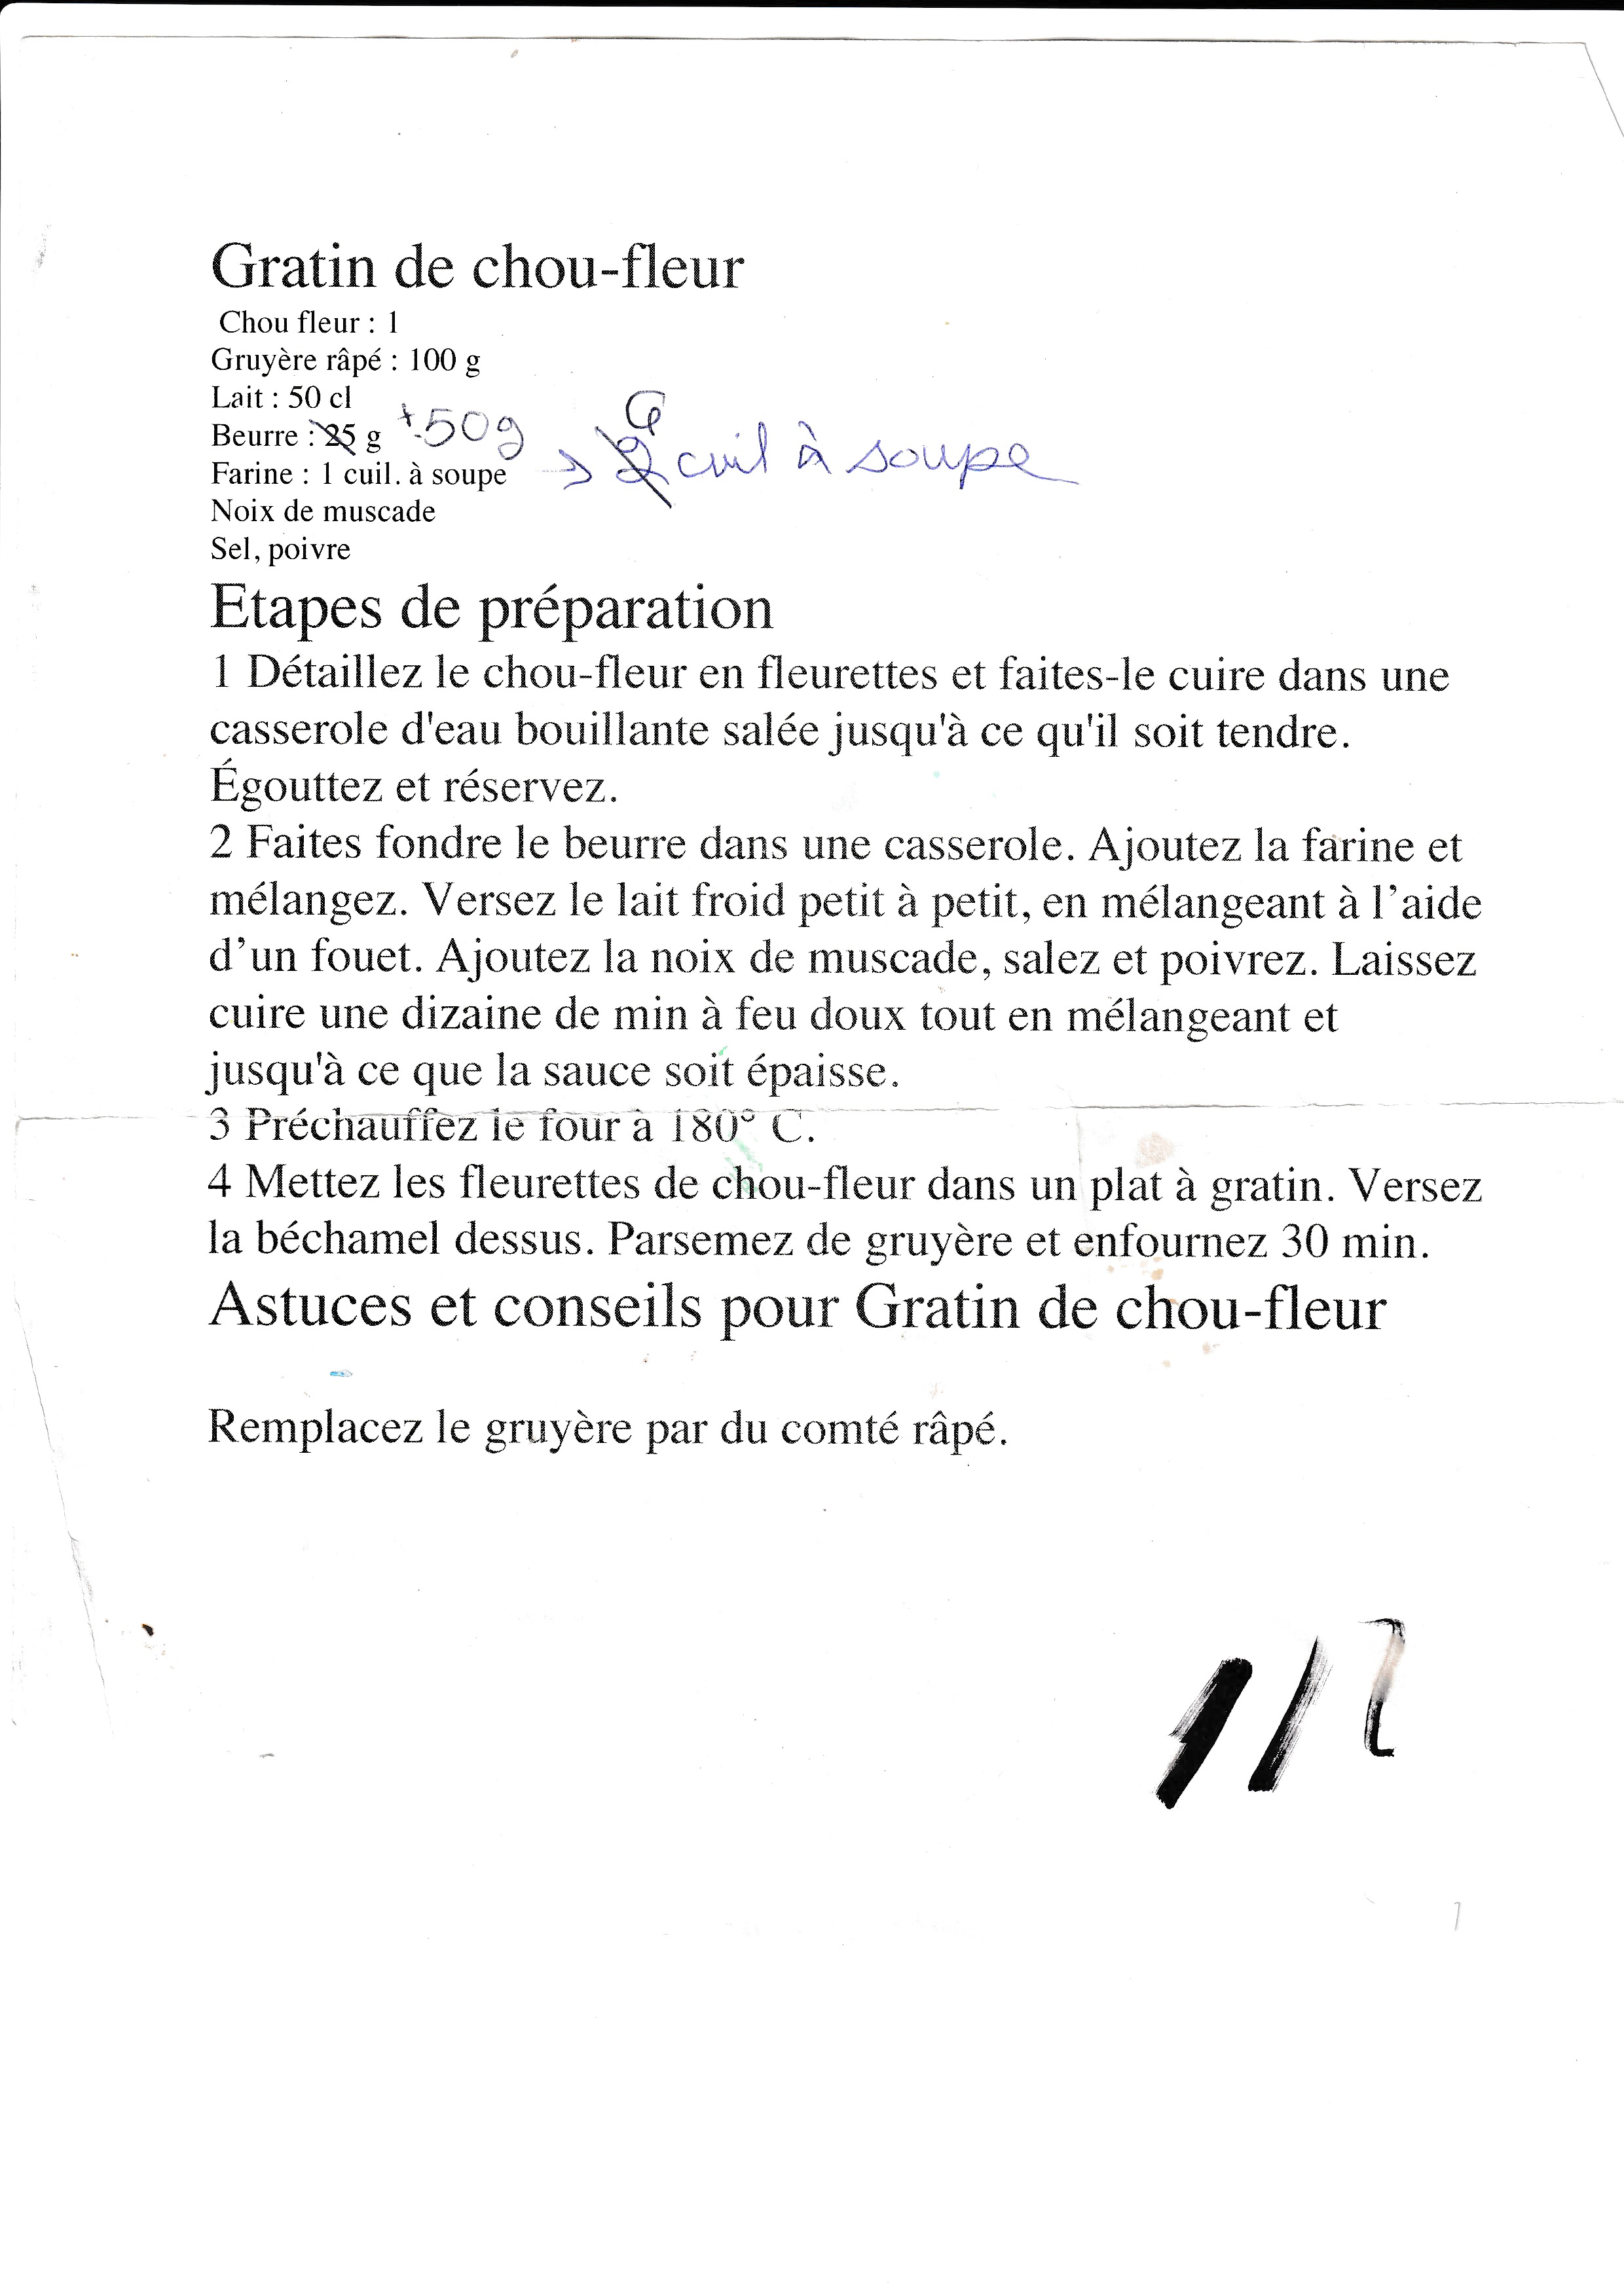 Gratin de chou-fleur
Chou fleur : 1
Gruyère râpé : 100 g
Lait : 50 cl
Beurre : 25 g + 50g
Farine : 1 cuil. à soupe → 2 6 cuil à soupe
Noix de muscade
Sel, poivre
Etapes de préparation
1 Détaillez le chou-fleur en fleurettes et faites-le cuire dans une
casserole d'eau bouillante salée jusqu'à ce qu'il soit tendre.
Égouttez et réservez.
2 Faites fondre le beurre dans une casserole. Ajoutez la farine et
mélangez. Versez le lait froid petit à petit, en mélangeant à l’aide
d’un fouet. Ajoutez la noix de muscade, salez et poivrez. Laissez
cuire une dizaine de min à feu doux tout en mélangeant et
jusqu'à ce que la sauce soit épaisse.
3 Préchauffez le four à 180° C.
4 Mettez les fleurettes de chou-fleur dans un plat à gratin. Versez
la béchamel dessus. Parsemez de gruyère et enfournez 30 min.
Astuces et conseils pour Gratin de chou-fleur
Remplacez le gruyère par du comté râpé.